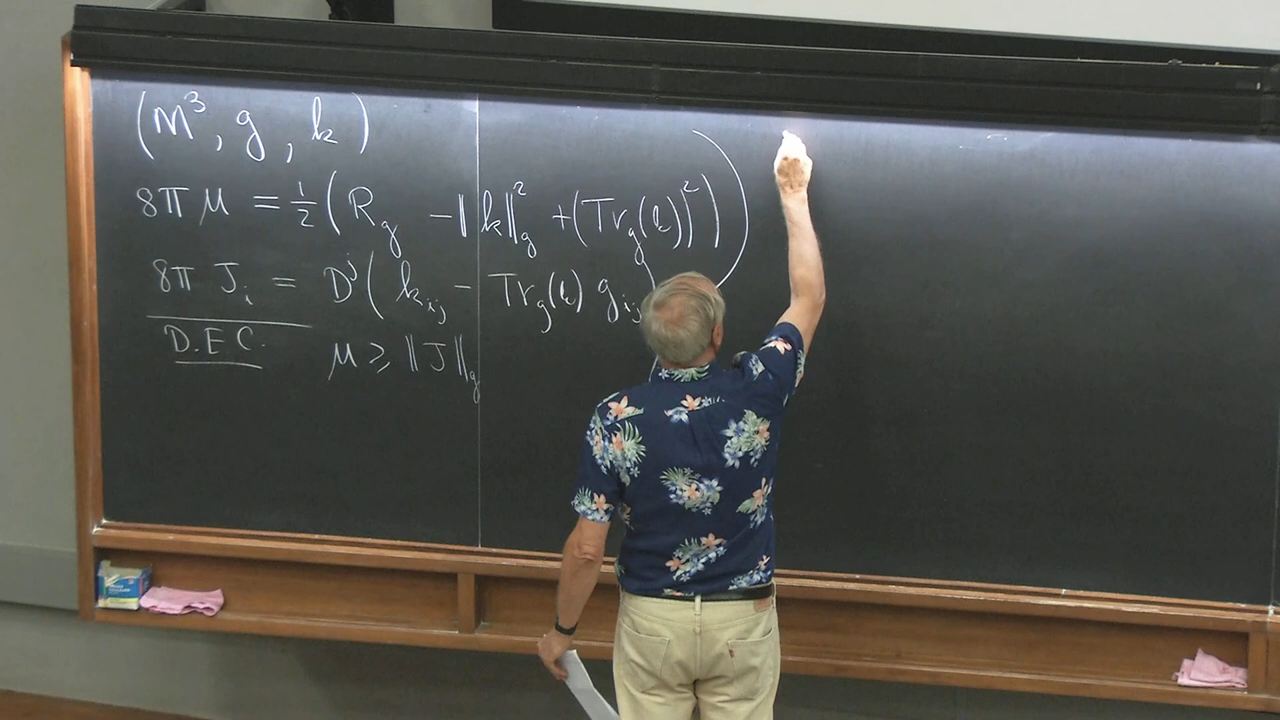 (M³, g, k)
8π μ = ½ (R_g − ‖k‖²_g + (Tr_g(k))²)
8π J_i = D^j (k_ij − Tr_g(k) g_ij
D.E.C. μ ⩾ ‖J‖_g